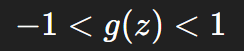 −1 < g(z) < 1